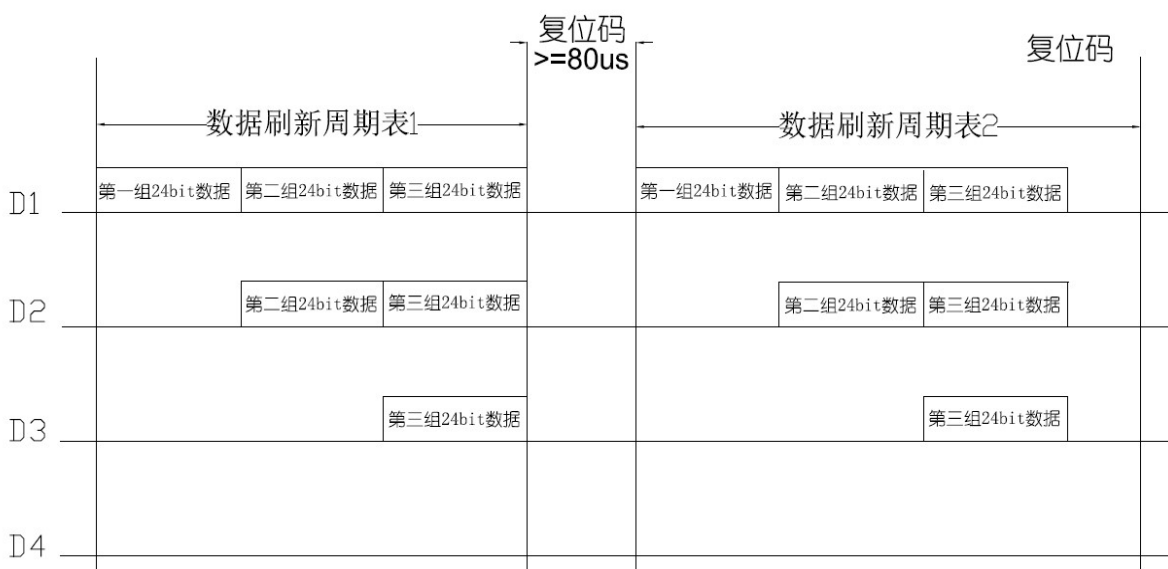 复位码
>=80us
复位码
数据刷新周期表1
数据刷新周期表2
D1
第一组24bit数据
第二组24bit数据
第三组24bit数据
第一组24bit数据
第二组24bit数据
第三组24bit数据
D2
第二组24bit数据
第三组24bit数据
第二组24bit数据
第三组24bit数据
D3
第三组24bit数据
第三组24bit数据
D4